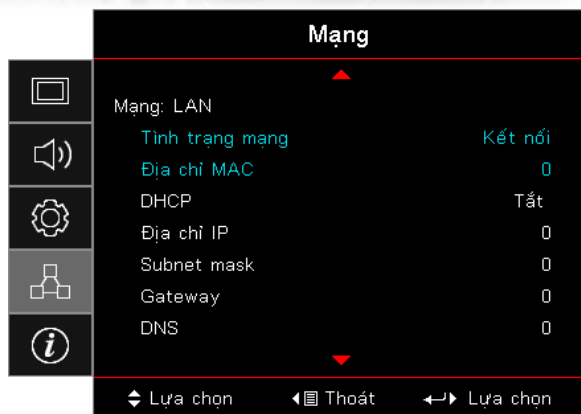 Mạng
Mạng: LAN
Tình trạng mạng Kết nối
Địa chỉ MAC 0
DHCP Tắt
Địa chỉ IP 0
Subnet mask 0
Gateway 0
DNS 0
Lựa chọn Thoát Lựa chọn